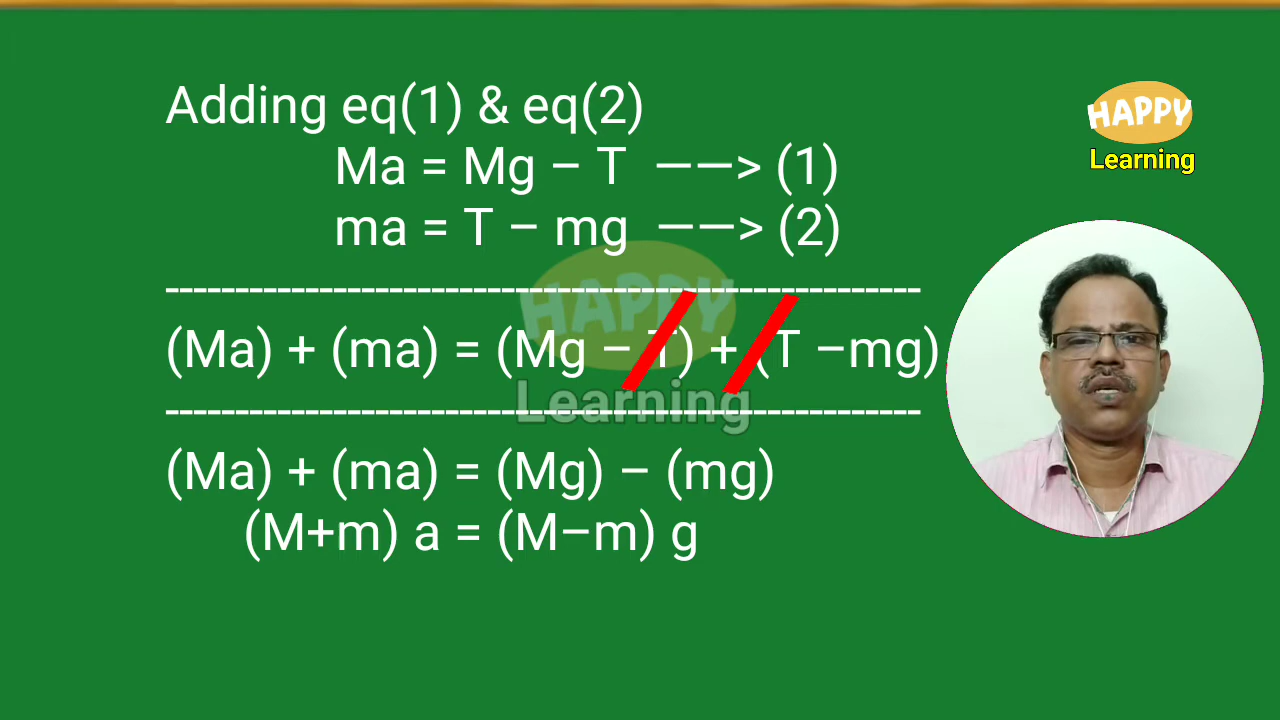 Adding eq(1) & eq(2)
Ma = Mg – T ——> (1)
ma = T – mg ——> (2)
------------------------------------------------------
(Ma) + (ma) = (Mg – T) + (T –mg)
------------------------------------------------------
(Ma) + (ma) = (Mg) – (mg)
(M+m) a = (M–m) g
HAPPY
Learning
HAPPY
Learning